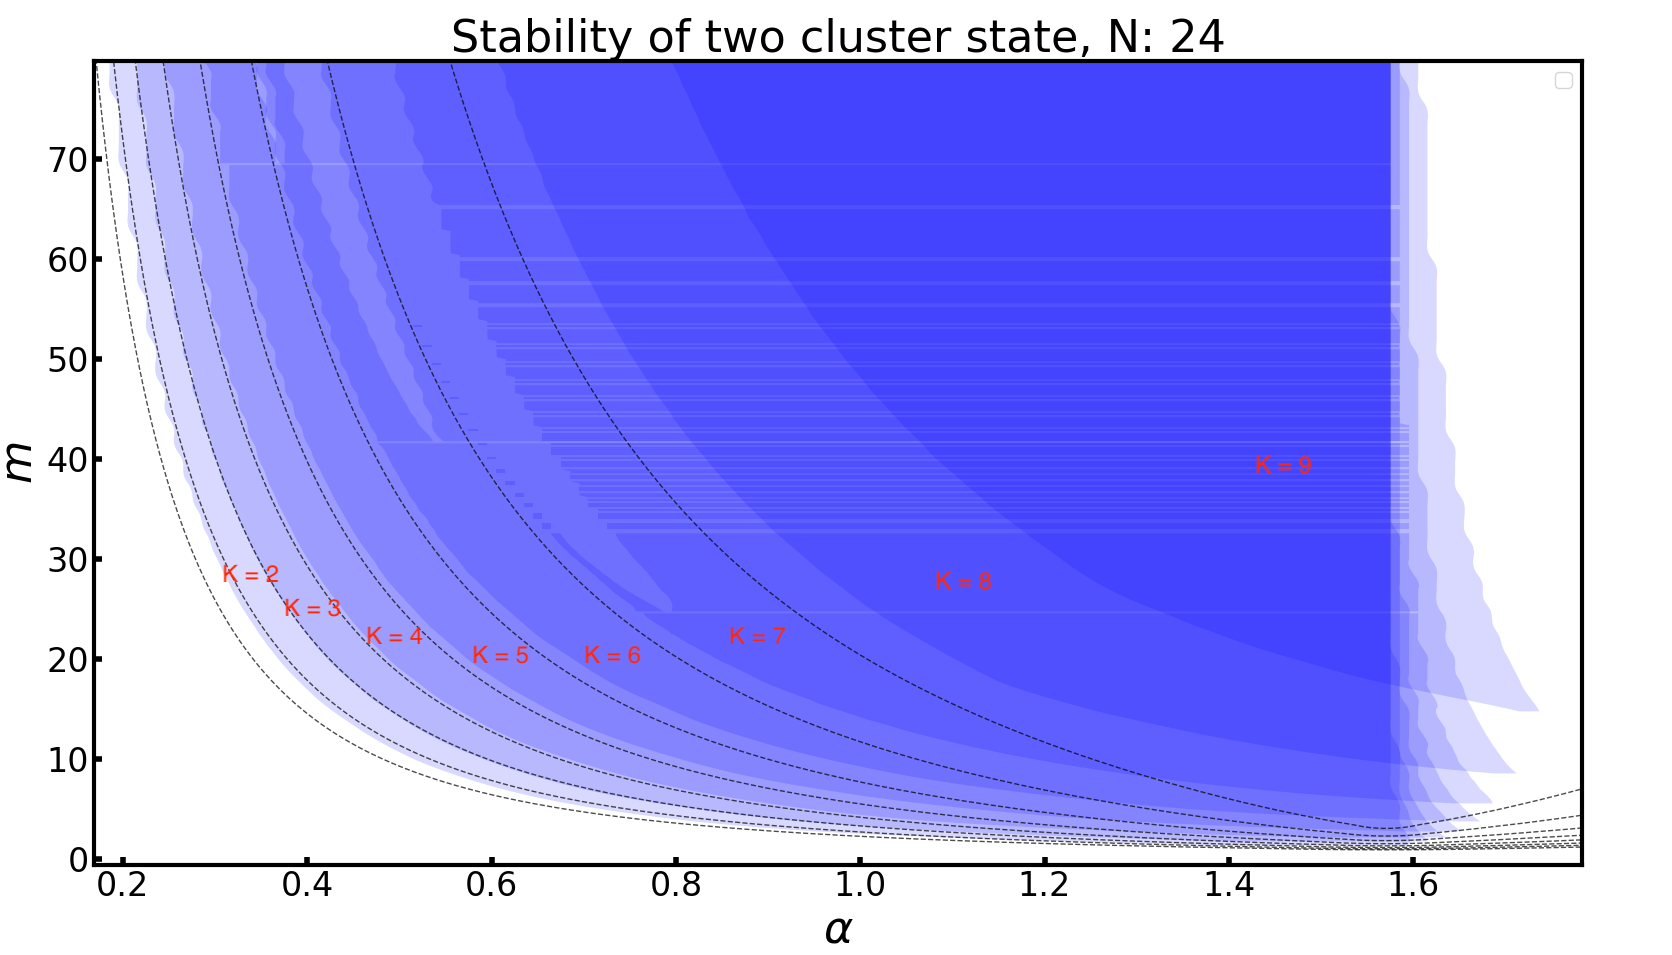 Stability of two cluster state, N: 24
70
60
50
40
30
20
10
0
m
K = 9
K = 2
K = 8
K = 3
K = 4
K = 7
K = 5
K = 6
0.2 0.4 0.6 0.8 1.0 1.2 1.4 1.6
α